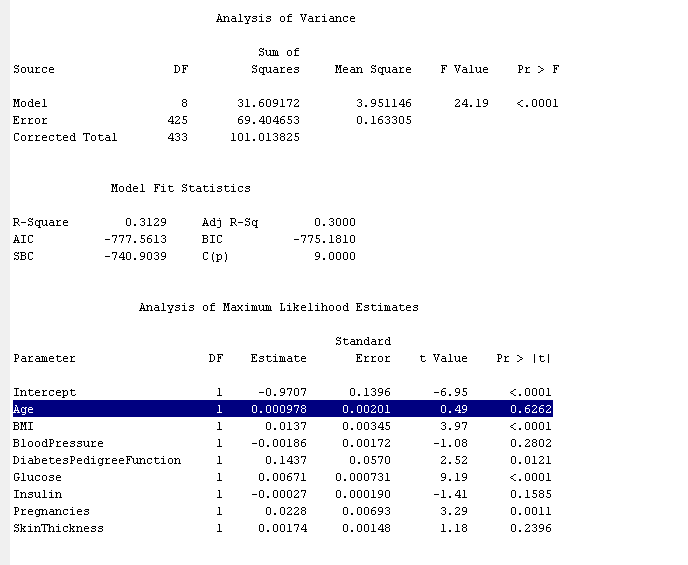 Analysis of Variance
Sum of
Source DF Squares Mean Square F Value Pr > F
Model 8 31.609172 3.951146 24.19 <.0001
Error 425 69.404653 0.163305
Corrected Total 433 101.013825
Model Fit Statistics
R-Square 0.3129 Adj R-Sq 0.3000
AIC -777.5613 BIC -775.1810
SBC -740.9039 C(p) 9.0000
Analysis of Maximum Likelihood Estimates
Standard
Parameter DF Estimate Error t Value Pr > |t|
Intercept 1 -0.9707 0.1396 -6.95 <.0001
Age 1 0.000978 0.00201 0.49 0.6262
BMI 1 0.0137 0.00345 3.97 <.0001
BloodPressure 1 -0.00186 0.00172 -1.08 0.2802
DiabetesPedigreeFunction 1 0.1437 0.0570 2.52 0.0121
Glucose 1 0.00671 0.000731 9.19 <.0001
Insulin 1 -0.00027 0.000190 -1.41 0.1585
Pregnancies 1 0.0228 0.00693 3.29 0.0011
SkinThickness 1 0.00174 0.00148 1.18 0.2396